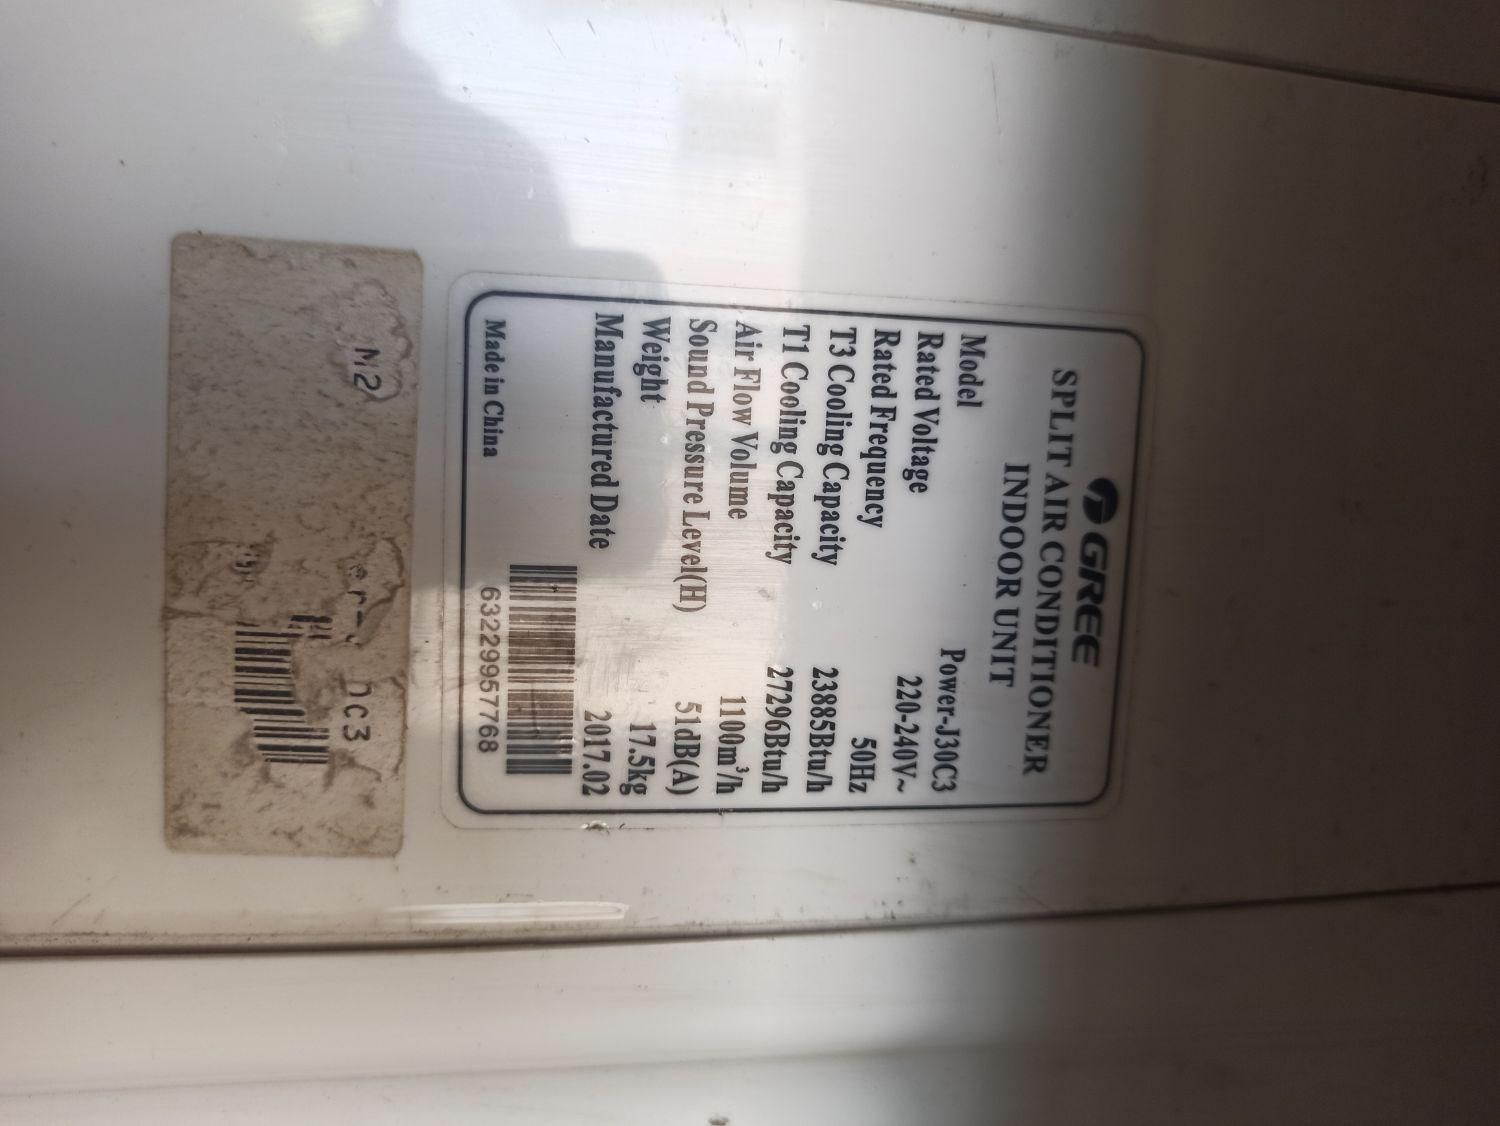 GREE
SPLIT AIR CONDITIONER
INDOOR UNIT
Model Power-J30C3
Rated Voltage 220-240V~
Rated Frequency 50Hz
T3 Cooling Capacity 23885Btu/h
T1 Cooling Capacity 27296Btu/h
Air Flow Volume 1100m³/h
Sound Pressure Level(H) 51dB(A)
Weight 17.5kg
Manufactured Date 2017.02
Made in China 63229957768
M2